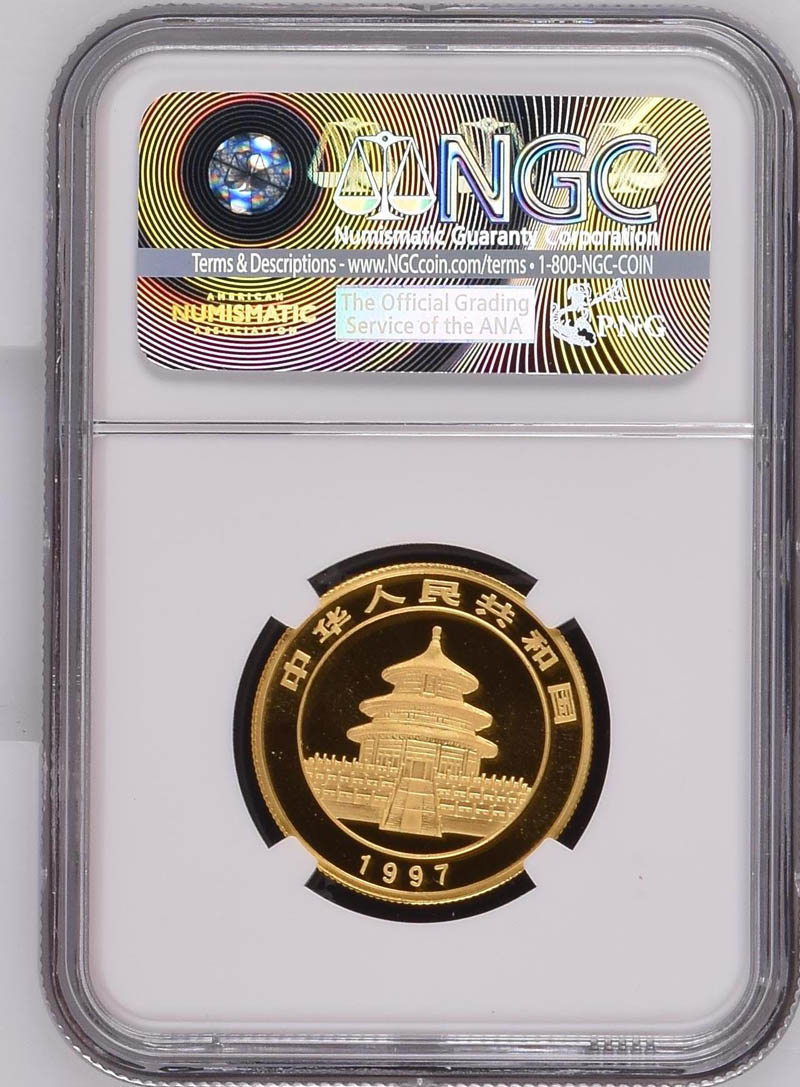 NGC
Numismatic Guaranty Corporation
Terms & Descriptions - www.NGCcoin.com/terms • 1-800-NGC-COIN
AMERICAN
NUMISMATIC
ASSOCIATION
The Official Grading
Service of the ANA
PNG
中华人民共和国
1997